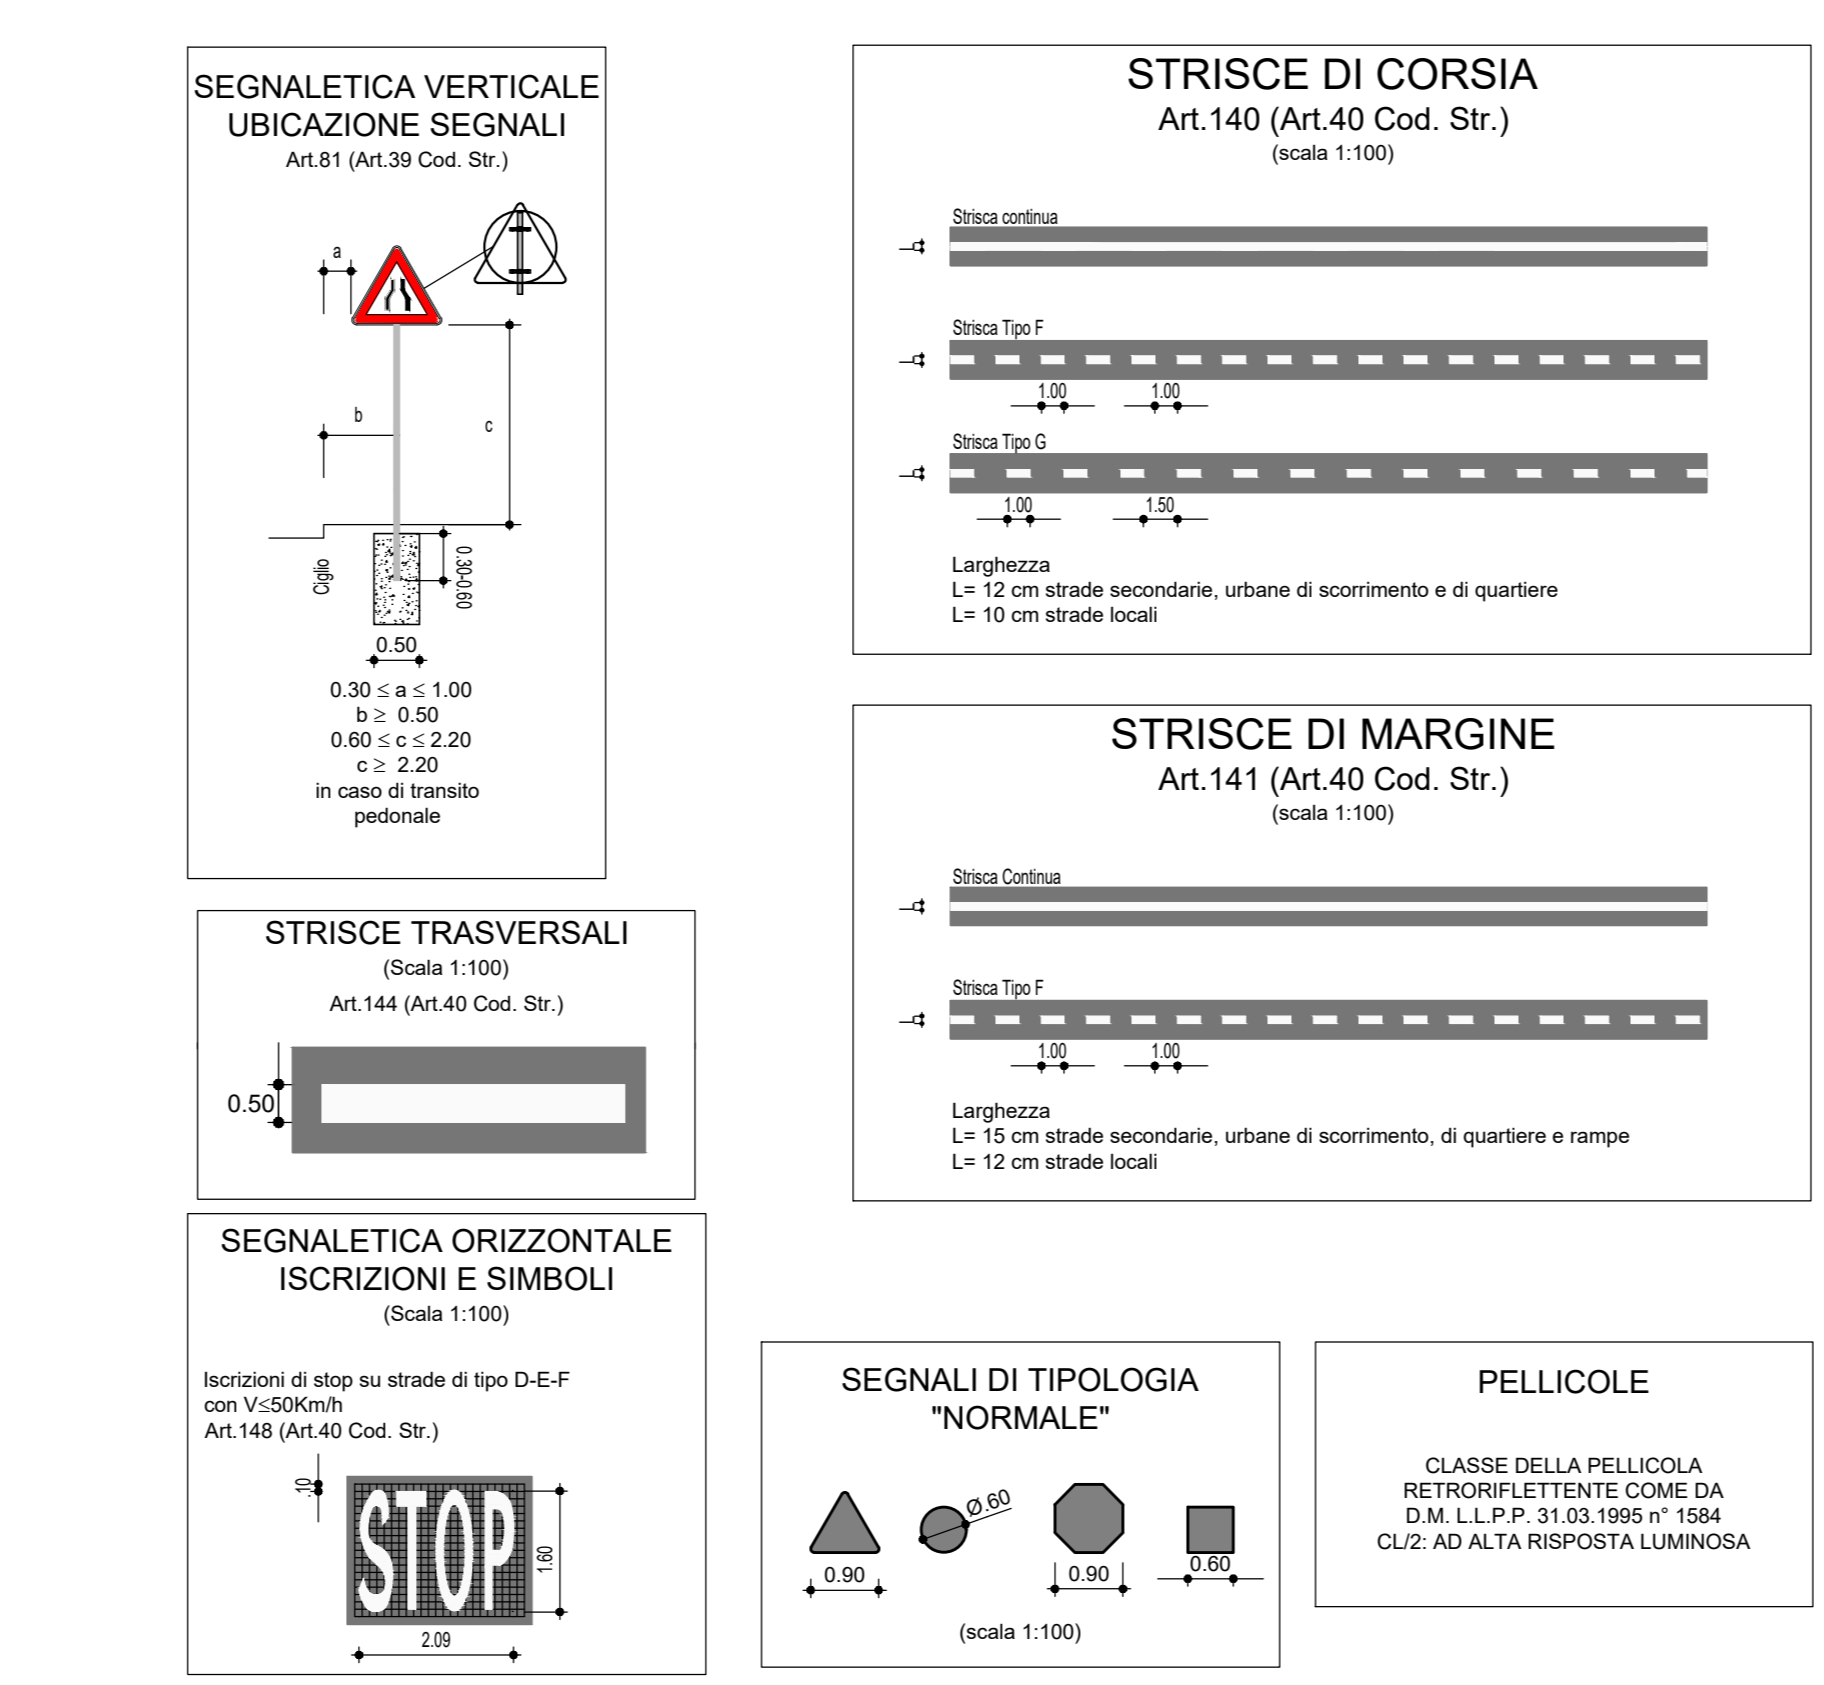 SEGNALETICA VERTICALE
UBICAZIONE SEGNALI
Art.81 (Art.39 Cod. Str.)
a
b
c
Ciglio
0.30-0.60
0.50
0.30 ≤ a ≤ 1.00
b ≥ 0.50
0.60 ≤ c ≤ 2.20
c ≥ 2.20
in caso di transito
pedonale
STRISCE TRASVERSALI
(Scala 1:100)
Art.144 (Art.40 Cod. Str.)
0.50
SEGNALETICA ORIZZONTALE
ISCRIZIONI E SIMBOLI
(Scala 1:100)
Iscrizioni di stop su strade di tipo D-E-F
con V≤50Km/h
Art.148 (Art.40 Cod. Str.)
.10
STOP
1.60
2.09
STRISCE DI CORSIA
Art.140 (Art.40 Cod. Str.)
(scala 1:100)
Strisca continua
Strisca Tipo F
1.00 1.00
Strisca Tipo G
1.00 1.50
Larghezza
L= 12 cm strade secondarie, urbane di scorrimento e di quartiere
L= 10 cm strade locali
STRISCE DI MARGINE
Art.141 (Art.40 Cod. Str.)
(scala 1:100)
Strisca Continua
Strisca Tipo F
1.00 1.00
Larghezza
L= 15 cm strade secondarie, urbane di scorrimento, di quartiere e rampe
L= 12 cm strade locali
SEGNALI DI TIPOLOGIA
"NORMALE"
Ø.60
0.90 0.90 0.60
(scala 1:100)
PELLICOLE
CLASSE DELLA PELLICOLA
RETRORIFLETTENTE COME DA
D.M. L.L.P.P. 31.03.1995 n° 1584
CL/2: AD ALTA RISPOSTA LUMINOSA